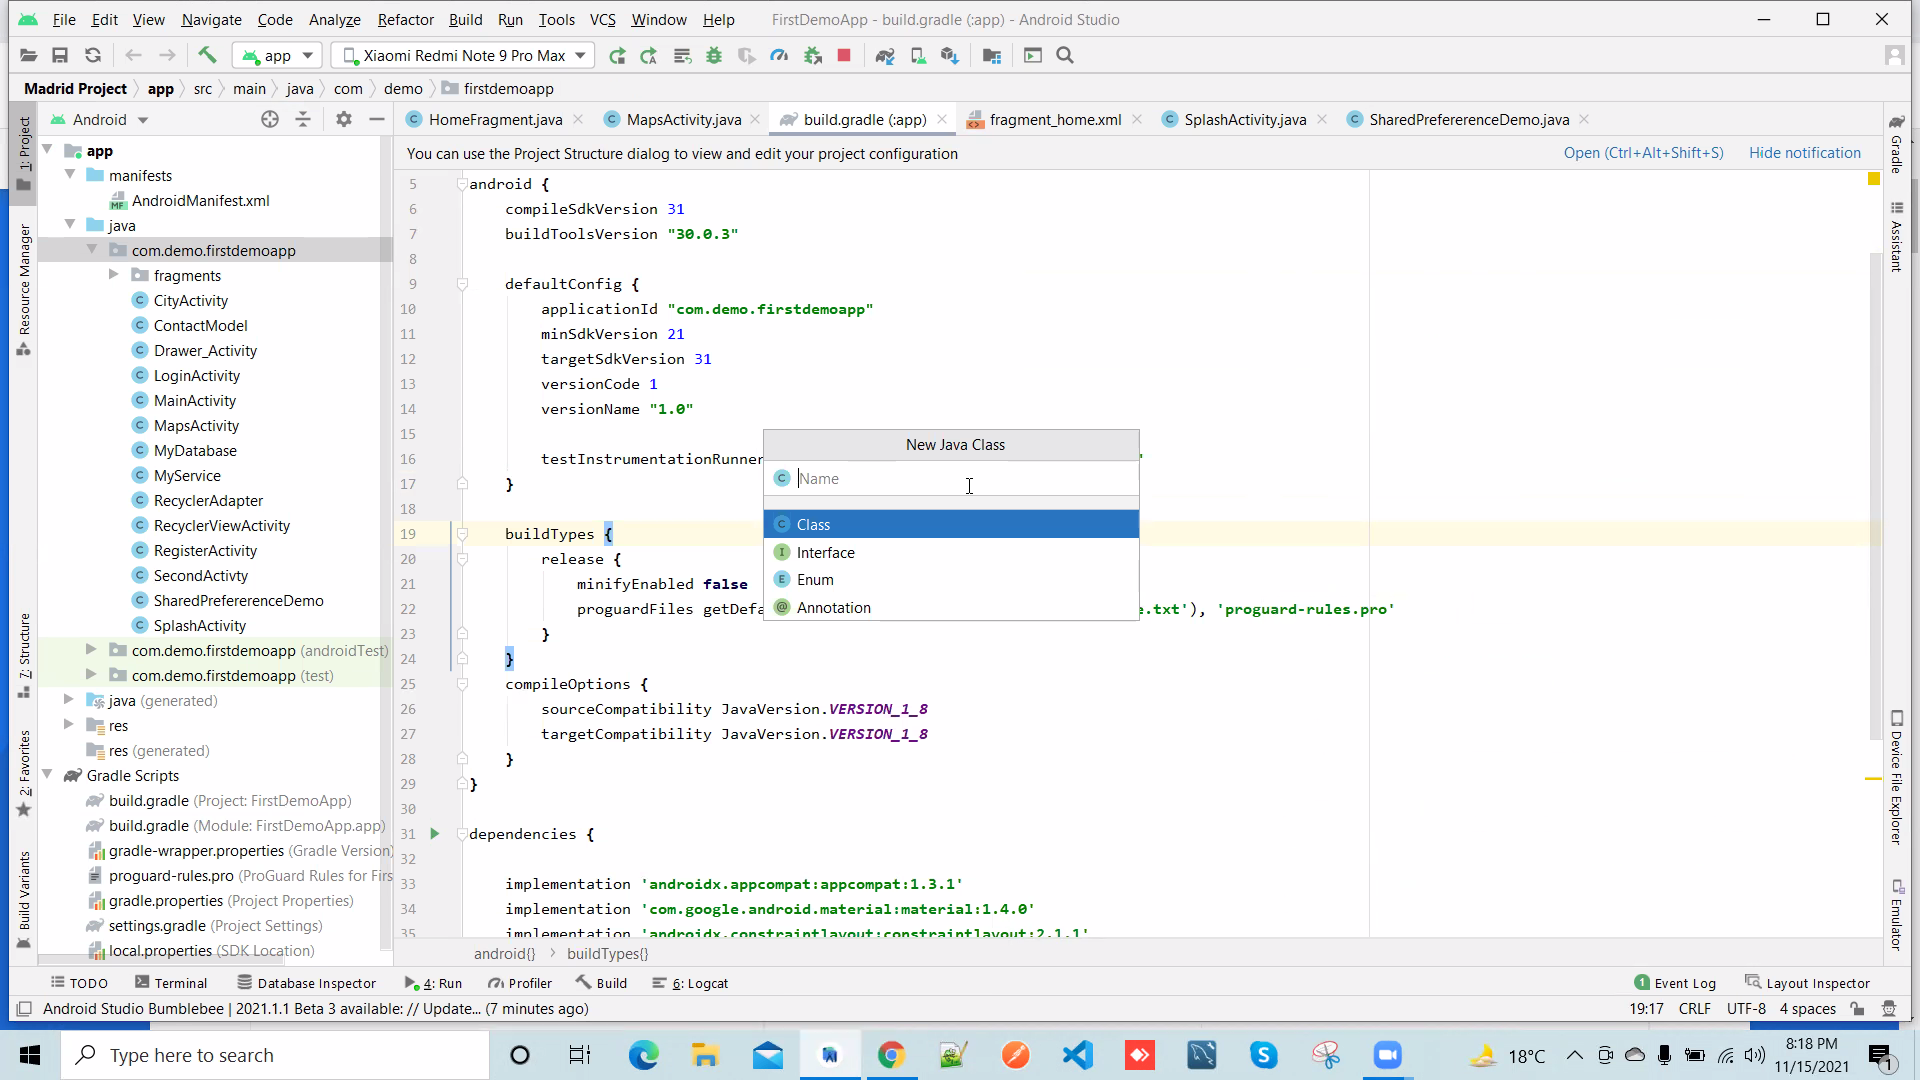 File Edit View Navigate Code Analyze Refactor Build Run Tools VCS Window Help FirstDemoApp - build.gradle (:app) - Android Studio
app Xiaomi Redmi Note 9 Pro Max
Madrid Project app src main java com demo firstdemoapp
Android HomeFragment.java MapsActivity.java build.gradle (:app) fragment_home.xml SplashActivity.java SharedPrefererenceDemo.java
You can use the Project Structure dialog to view and edit your project configuration Open (Ctrl+Alt+Shift+S) Hide notification
1: Project
Resource Manager
7: Structure
2: Favorites
Build Variants
app
manifests
AndroidManifest.xml
java
com.demo.firstdemoapp
fragments
CityActivity
ContactModel
Drawer_Activity
LoginActivity
MainActivity
MapsActivity
MyDatabase
MyService
RecyclerAdapter
RecyclerViewActivity
RegisterActivity
SecondActivty
SharedPrefererenceDemo
SplashActivity
com.demo.firstdemoapp (androidTest)
com.demo.firstdemoapp (test)
java (generated)
res
res (generated)
Gradle Scripts
build.gradle (Project: FirstDemoApp)
build.gradle (Module: FirstDemoApp.app)
gradle-wrapper.properties (Gradle Version)
proguard-rules.pro (ProGuard Rules for Firs
gradle.properties (Project Properties)
settings.gradle (Project Settings)
local.properties (SDK Location)
5 android {
6 compileSdkVersion 31
7 buildToolsVersion "30.0.3"
8
9 defaultConfig {
10 applicationId "com.demo.firstdemoapp"
11 minSdkVersion 21
12 targetSdkVersion 31
13 versionCode 1
14 versionName "1.0"
15
16 testInstrumentationRunner "
17 }
18
19 buildTypes {
20 release {
21 minifyEnabled false
22 proguardFiles getDefa e.txt'), 'proguard-rules.pro'
23 }
24 }
25 compileOptions {
26 sourceCompatibility JavaVersion.VERSION_1_8
27 targetCompatibility JavaVersion.VERSION_1_8
28 }
29 }
30
31 dependencies {
32
33 implementation 'androidx.appcompat:appcompat:1.3.1'
34 implementation 'com.google.android.material:material:1.4.0'
35 implementation 'androidx.constraintlayout:constraintlayout:2.1.1'
New Java Class
Name
Class
Interface
Enum
Annotation
Gradle
Assistant
Device File Explorer
Emulator
android{} buildTypes{}
TODO Terminal Database Inspector 4: Run Profiler Build 6: Logcat 1 Event Log Layout Inspector
Android Studio Bumblebee | 2021.1.1 Beta 3 available: // Update... (7 minutes ago) 19:17 CRLF UTF-8 4 spaces
Type here to search 18°C 8:18 PM
11/15/2021 1